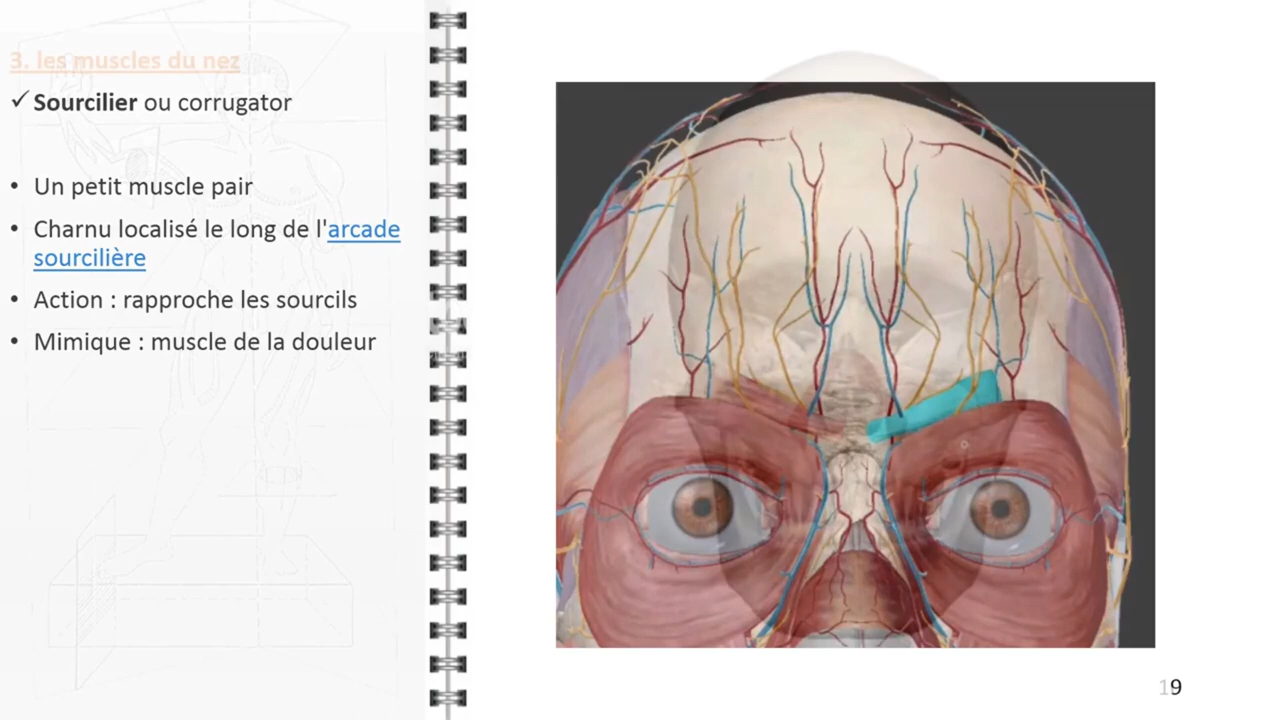 3. les muscles du nez
✓ Sourcilier ou corrugator
• Un petit muscle pair
• Charnu localisé le long de l'arcade
sourcilière
• Action : rapproche les sourcils
• Mimique : muscle de la douleur
19